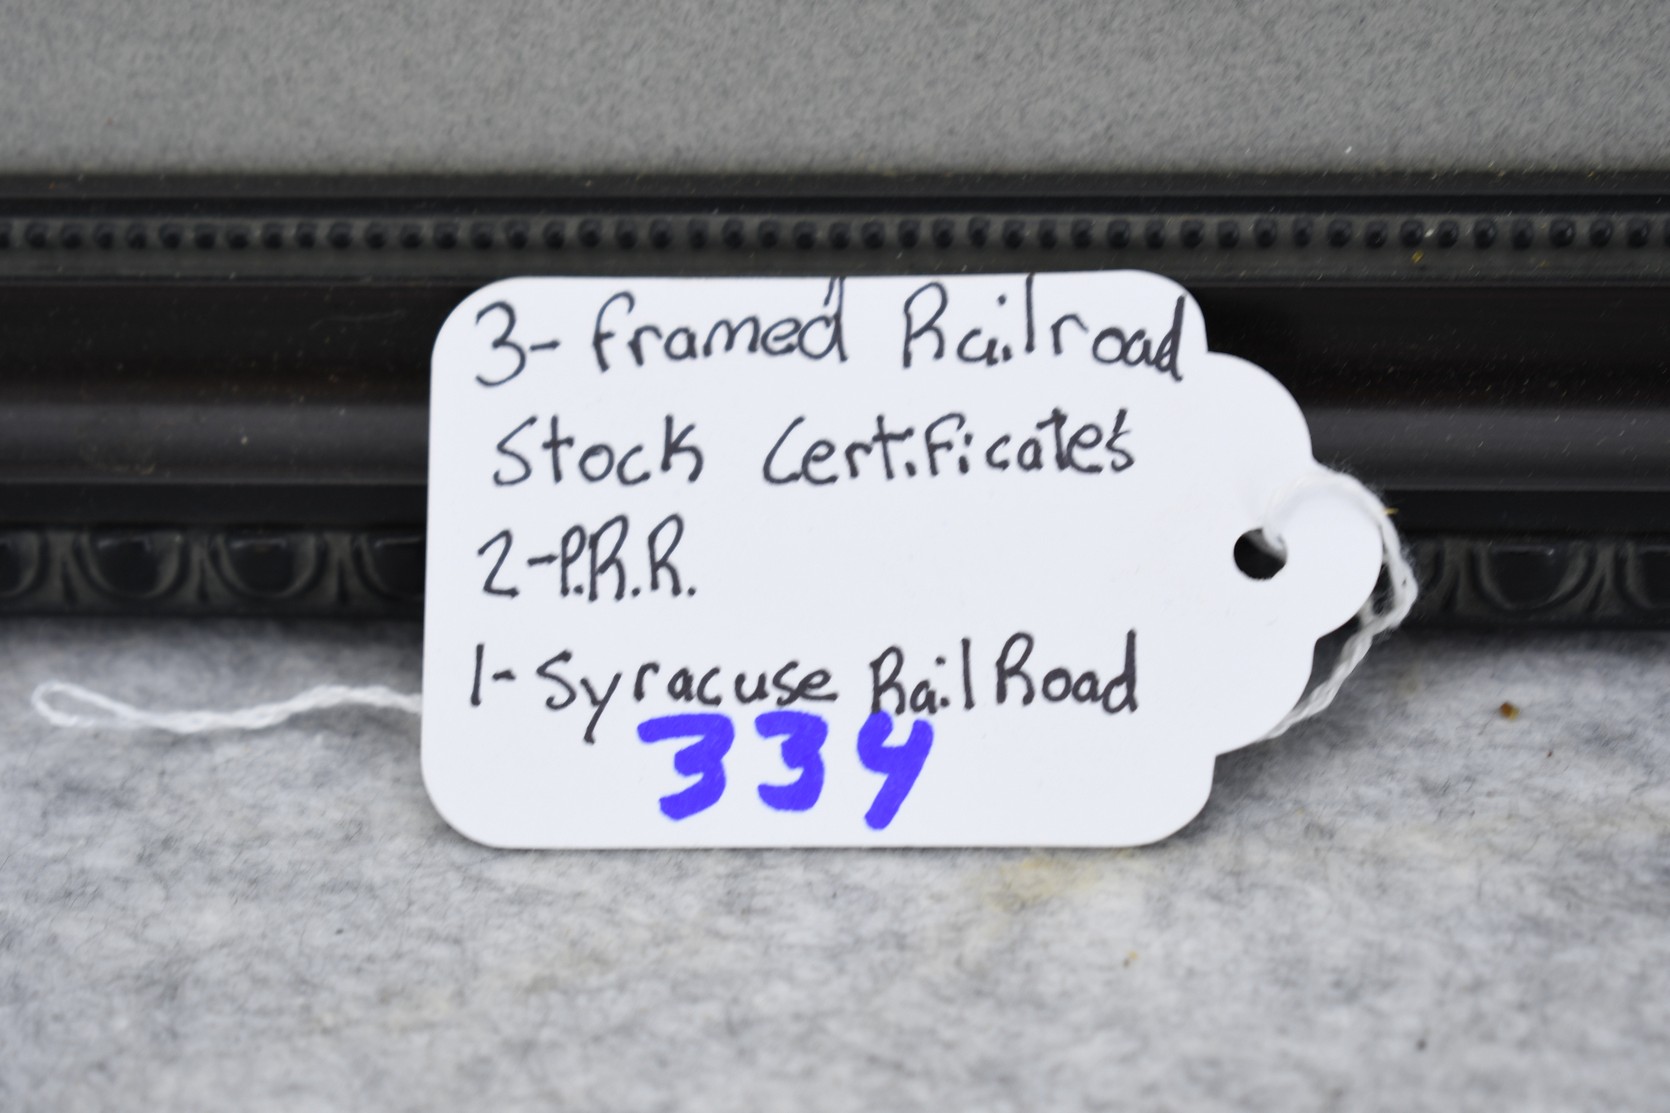 3- framed Railroad
Stock Certificates
2-P.R.R.
1- Syracuse RailRoad
334